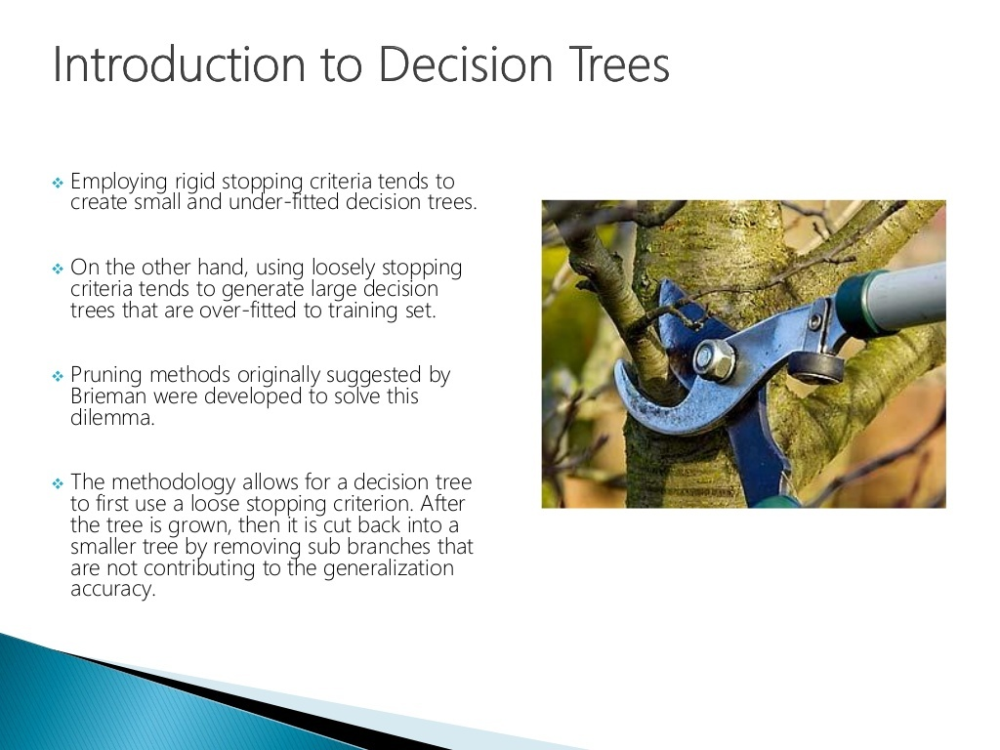 Introduction to Decision Trees
Employing rigid stopping criteria tends to
create small and under-fitted decision trees.
On the other hand, using loosely stopping
criteria tends to generate large decision
trees that are over-fitted to training set.
Pruning methods originally suggested by
Brieman were developed to solve this
dilemma.
The methodology allows for a decision tree
to first use a loose stopping criterion. After
the tree is grown, then it is cut back into a
smaller tree by removing sub branches that
are not contributing to the generalization
accuracy.